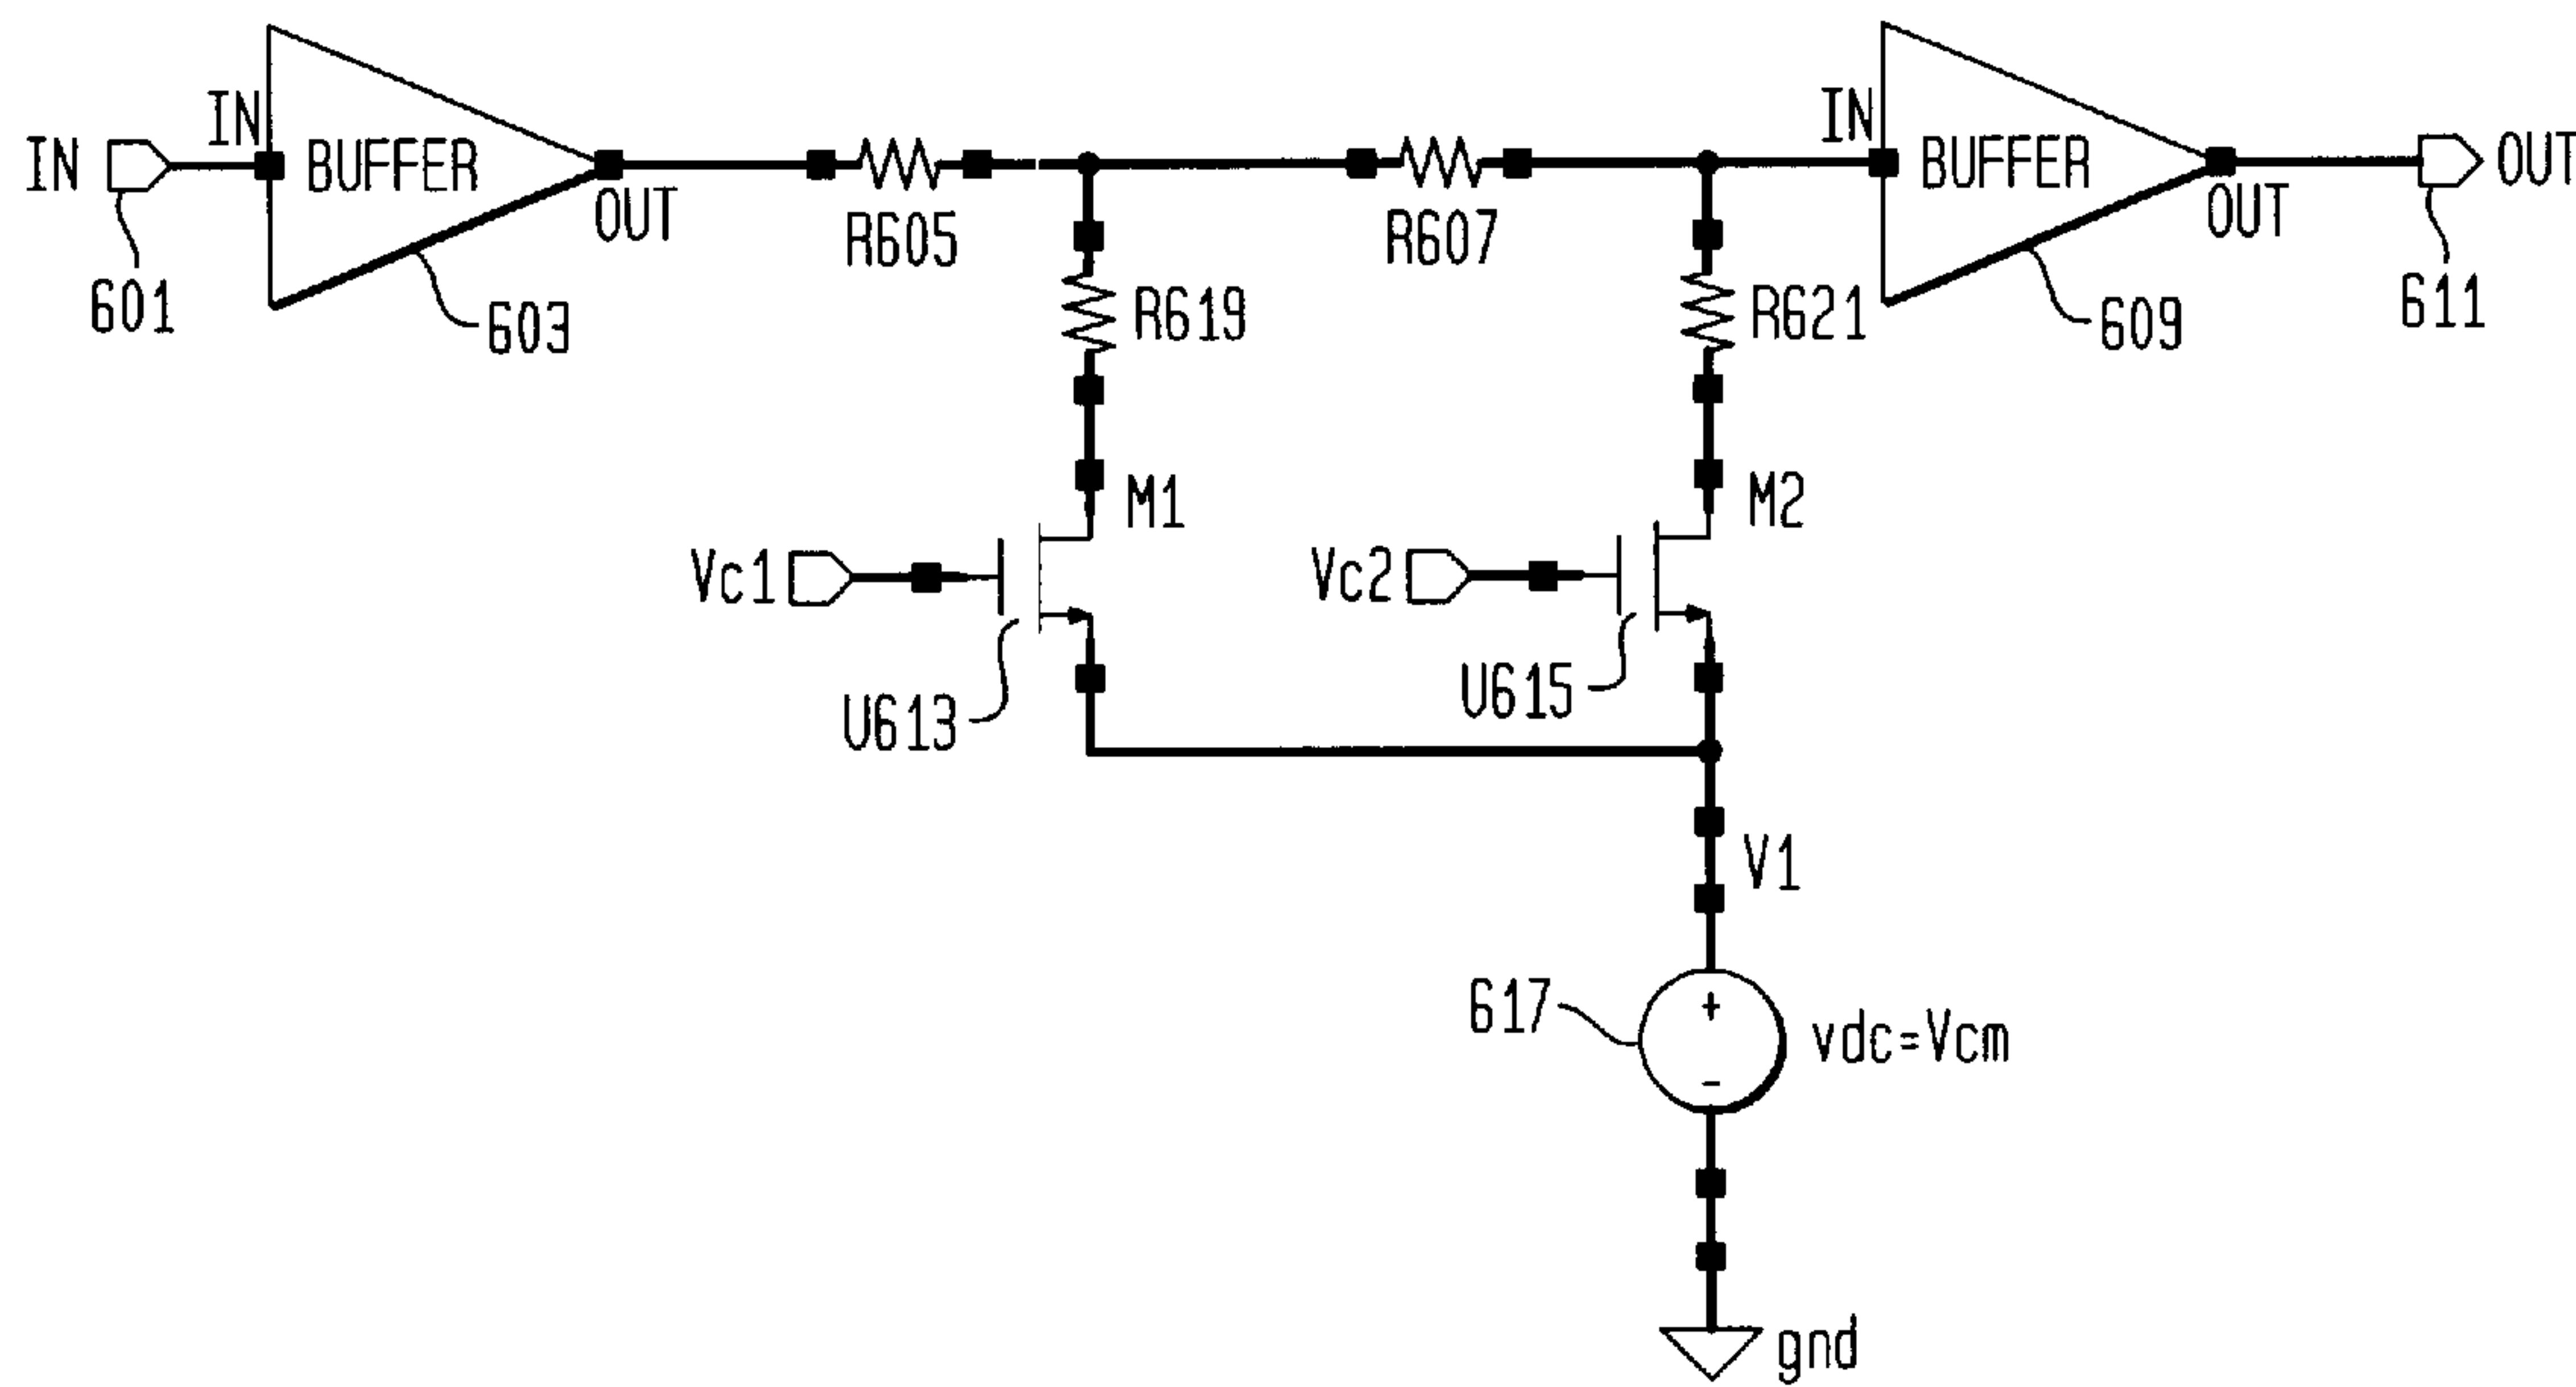 IN
601
IN
BUFFER
OUT
603
R605
R607
IN
BUFFER
OUT
609
OUT
611
R619
R621
M1
M2
Vc1
Vc2
U613
U615
V1
617
+
-
vdc=Vcm
gnd